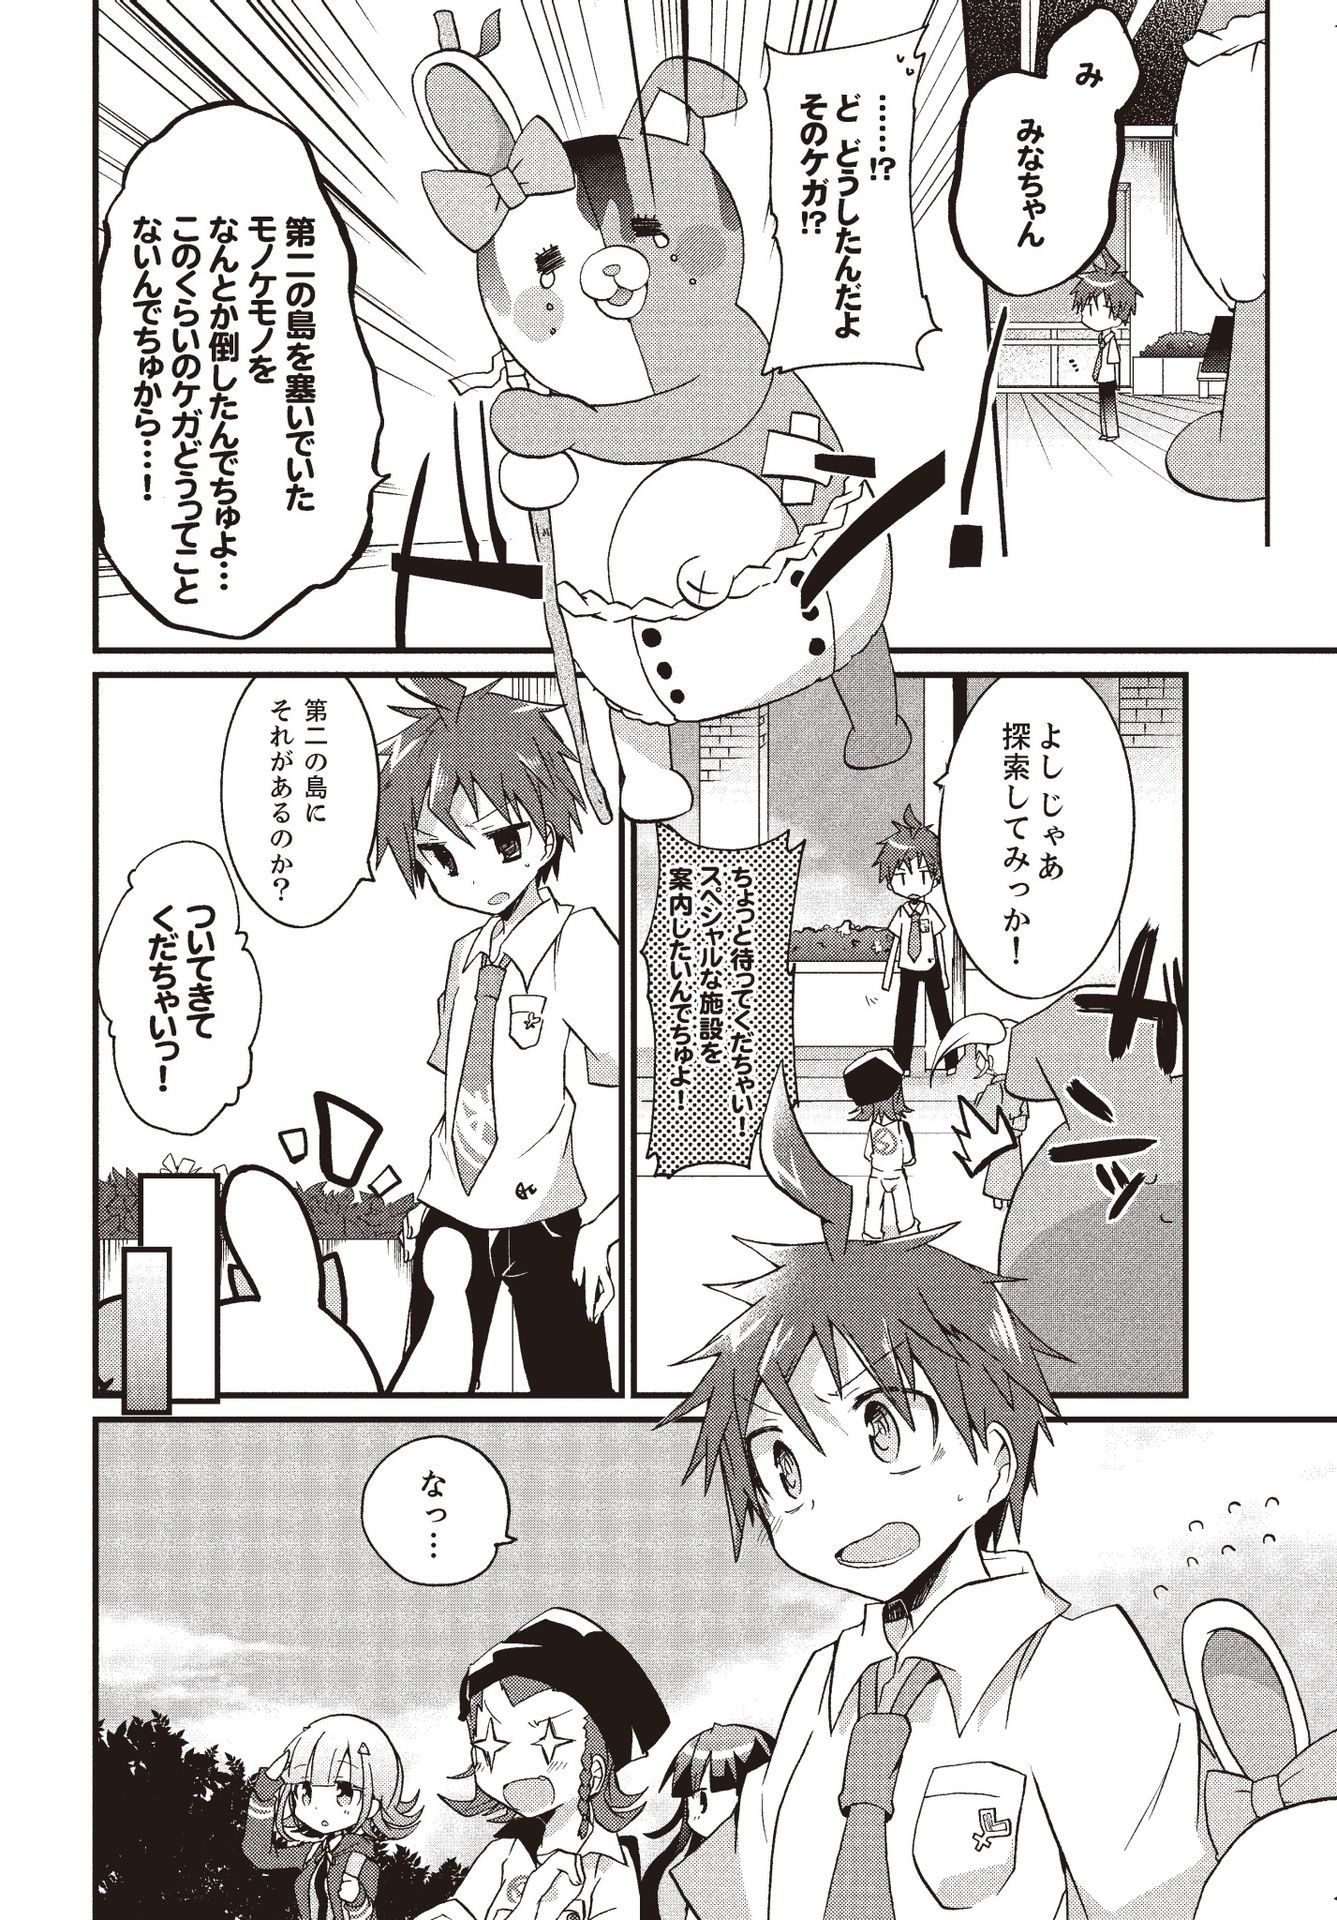 み
みなちゃん
……!?
ど どうしたんだよ
そのケガ!?
第二の島を塞いでいた
モノケモノを
なんとか倒したんでちゅよ…
このくらいのケガどうってこと
ないんでちゅから……！
よし じゃあ
探索してみっか！
ちょっと待ってくだちゃい！
スペシャルな施設を
案内したいんでちゅよ！
第二の島に
それがあるのか？
ついてきて
くだちゃいっ！
なっ…